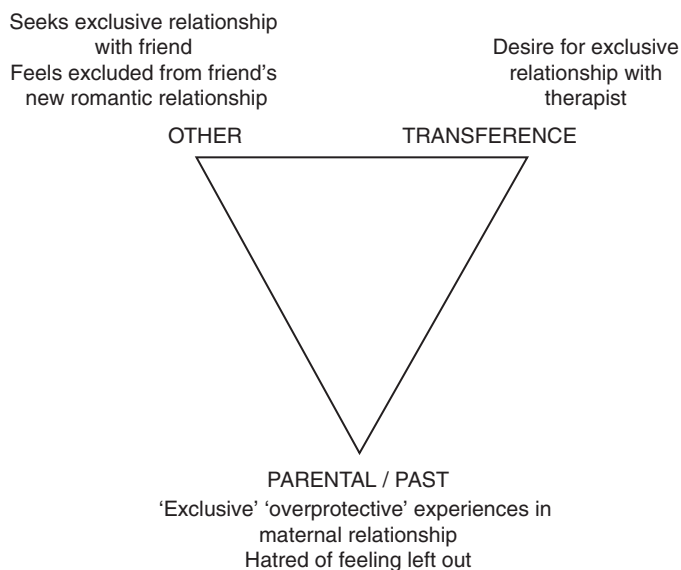 Seeks exclusive relationship
with friend
Feels excluded from friend's
new romantic relationship
OTHER
Desire for exclusive
relationship with
therapist
TRANSFERENCE
PARENTAL / PAST
‘Exclusive’ ‘overprotective’ experiences in
maternal relationship
Hatred of feeling left out